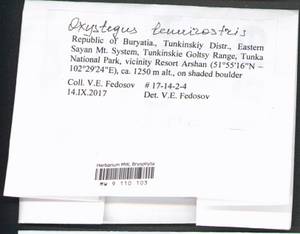 Oxystegus tenuirostris
Republic of Buryatia., Tunkinskiy Distr., Eastern
Sayan Mt. System, Tunkinskie Goltsy Range, Tunka
National Park, vicinity Resort Arshan (51°55'16"N –
102°29'24"E), ca. 1250 m alt., on shaded boulder
Coll. V.E. Fedosov # 17-14-2-4
14.IX.2017 Det. V.E. Fedosov
Herbarium MW, Bryophyta
MW 9 110 103